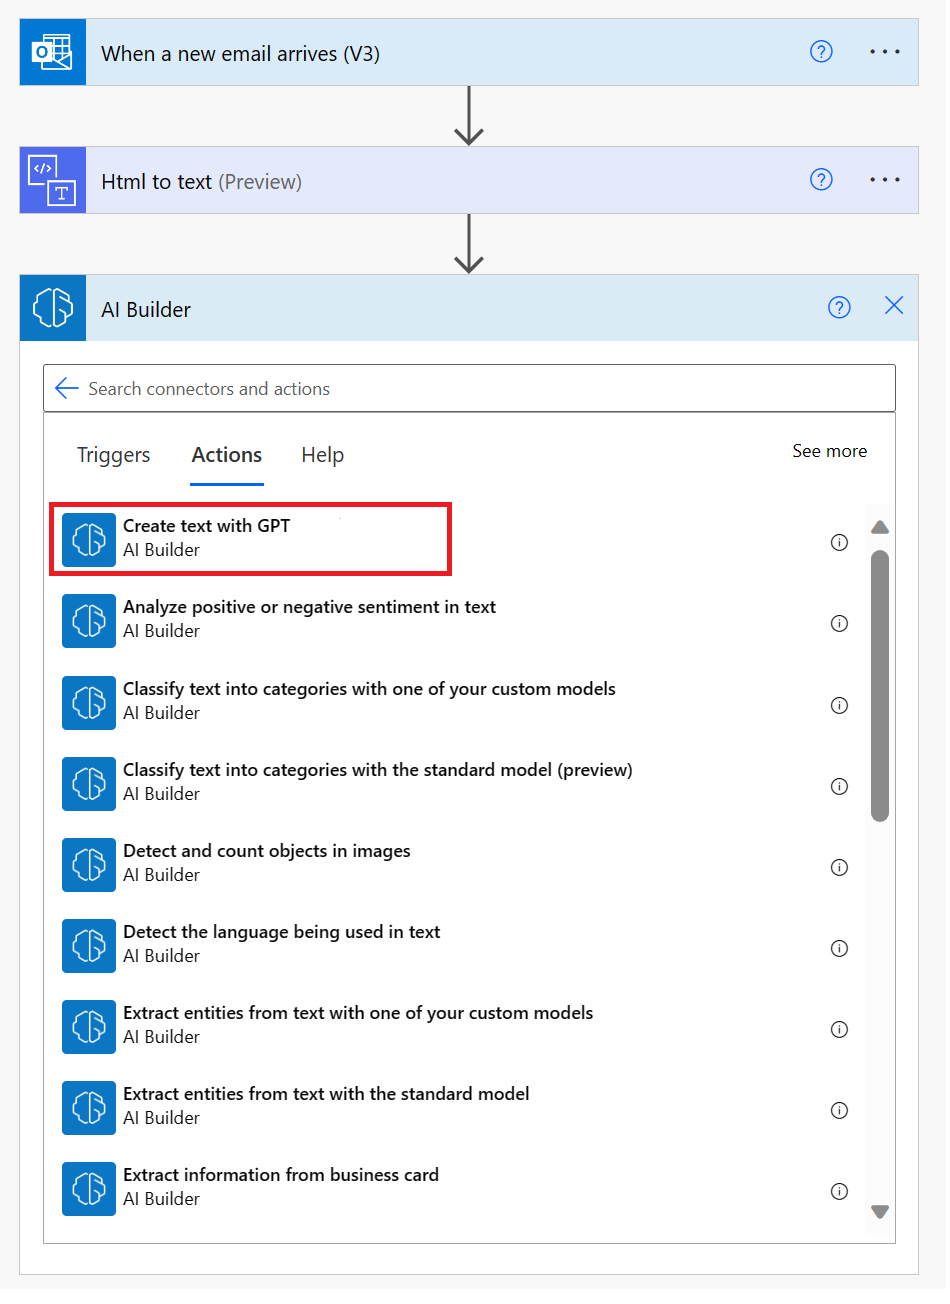 When a new email arrives (V3)
Html to text (Preview)
AI Builder
Search connectors and actions
Triggers Actions Help See more
Create text with GPT
AI Builder
Analyze positive or negative sentiment in text
AI Builder
Classify text into categories with one of your custom models
AI Builder
Classify text into categories with the standard model (preview)
AI Builder
Detect and count objects in images
AI Builder
Detect the language being used in text
AI Builder
Extract entities from text with one of your custom models
AI Builder
Extract entities from text with the standard model
AI Builder
Extract information from business card
AI Builder